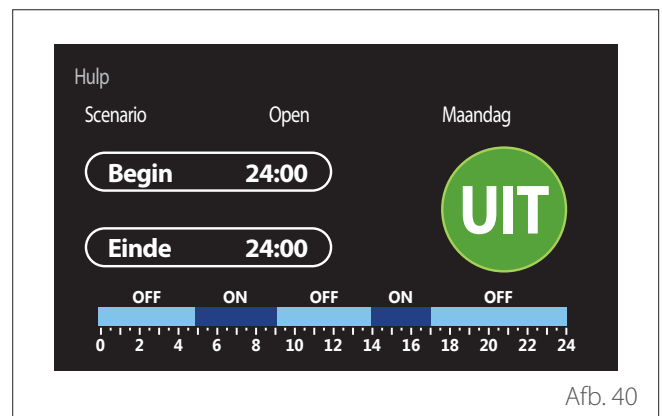 Hulp
Scenario Open Maandag
Begin 24:00
UIT
Einde 24:00
OFF ON OFF ON OFF
0 2 4 6 8 10 12 14 16 18 20 22 24
Afb. 40